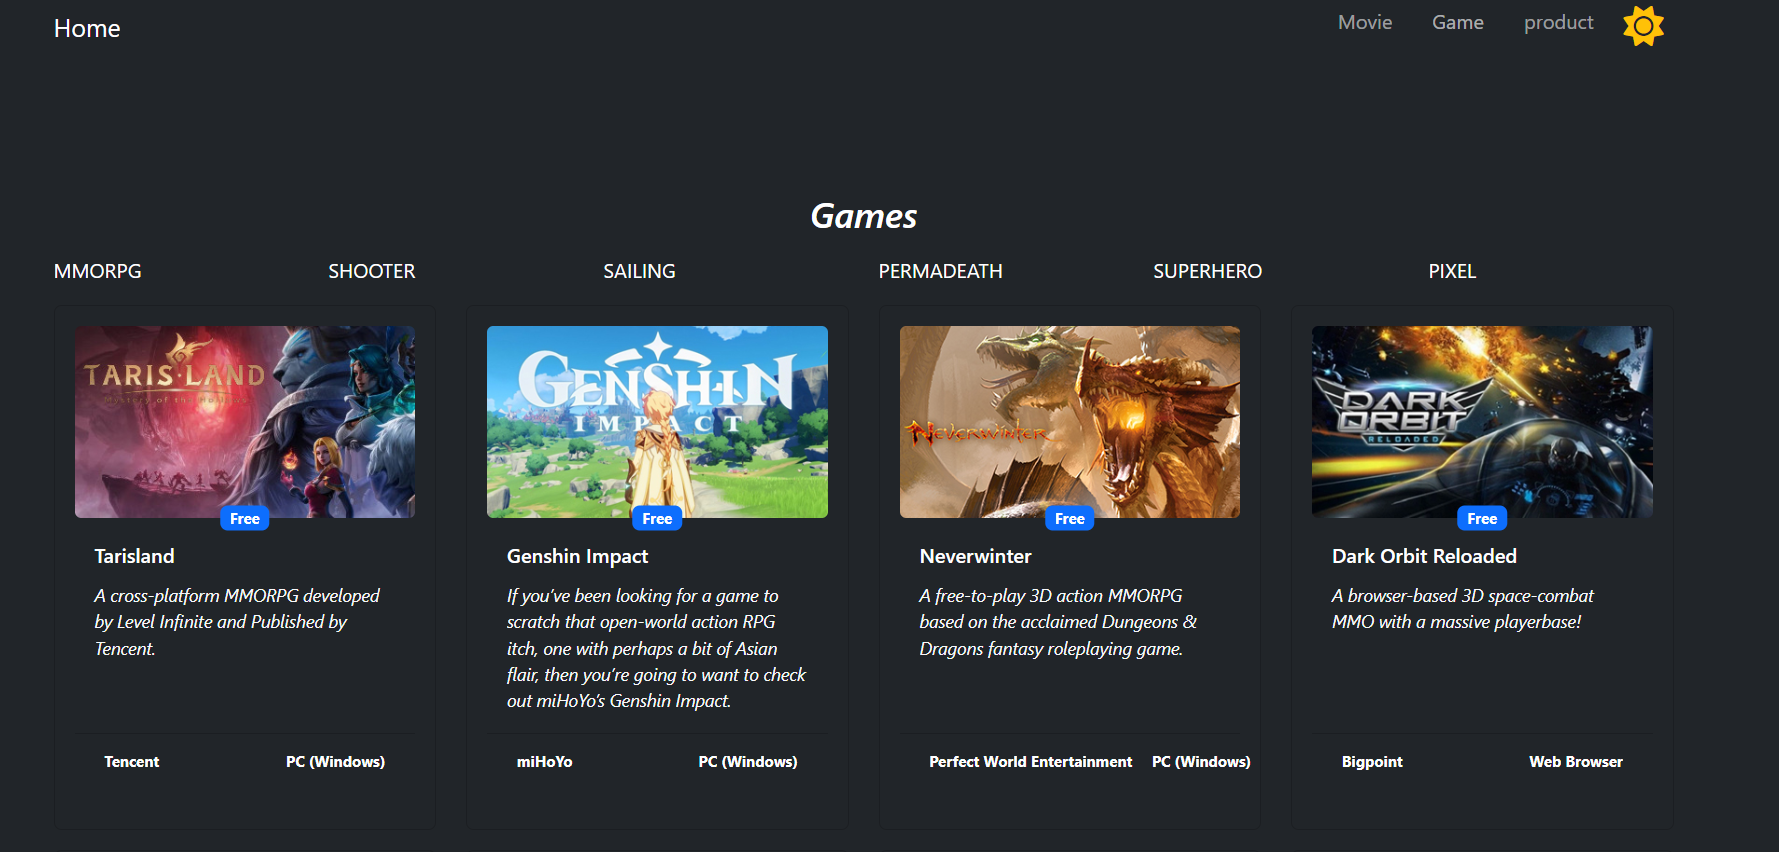 Home
Movie
Game
product
Games
MMORPG
SHOOTER
SAILING
PERMADEATH
SUPERHERO
PIXEL
TARISLAND
Free
Tarisland
A cross-platform MMORPG developed
by Level Infinite and Published by
Tencent.
Tencent
PC (Windows)
GENSHIN
IMPACT
Free
Genshin Impact
If you’ve been looking for a game to
scratch that open-world action RPG
itch, one with perhaps a bit of Asian
flair, then you’re going to want to check
out miHoYo’s Genshin Impact.
miHoYo
PC (Windows)
NEVERWINTER
Free
Neverwinter
A free-to-play 3D action MMORPG
based on the acclaimed Dungeons &
Dragons fantasy roleplaying game.
Perfect World Entertainment
PC (Windows)
DARK
ORBIT
RELOADED
Free
Dark Orbit Reloaded
A browser-based 3D space-combat
MMO with a massive playerbase!
Bigpoint
Web Browser